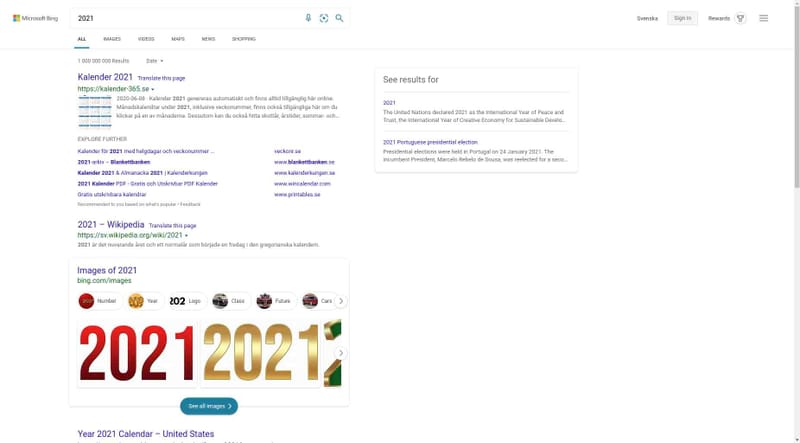 Microsoft Bing
2021
Svenska
Sign in
Rewards
ALL IMAGES VIDEOS MAPS NEWS SHOPPING
1 000 000 000 Results Date
Kalender 2021 Translate this page
https://kalender-365.se
2020-06-08 · Kalender 2021 genereras automatiskt och finns alltid tillgänglig här online.
Månadskalendrar under 2021, inklusive veckonummer, finns också tillgängliga här om du
klickar på en av månaderna. Dessutom kan du också hitta skottår, årstider, sommar- och...
EXPLORE FURTHER
Kalender för 2021 med helgdagar och veckonummer ... veckonr.se
2021-arkiv – Blankettbanken www.blankettbanken.se
Kalender 2021 & Almanacka 2021 | Kalenderkungen www.kalenderkungen.se
2021 Kalender PDF - Gratis och Utskrivbar PDF Kalender www.wincalendar.com
Gratis utskrivbara kalendrar www.printables.se
Recommended to you based on what's popular • Feedback
2021 – Wikipedia Translate this page
https://sv.wikipedia.org/wiki/2021
2021 är det nuvarande året och ett normalår som började en fredag i den gregorianska kalendern.
Images of 2021
bing.com/images
Number Year Logo Class Future Cars
2021 2021 2
See all images
Year 2021 Calendar – United States
See results for
2021
The United Nations declared 2021 as the International Year of Peace and
Trust, the International Year of Creative Economy for Sustainable Develo...
2021 Portuguese presidential election
Presidential elections were held in Portugal on 24 January 2021. The
incumbent President, Marcelo Rebelo de Sousa, was reelected for a seco...